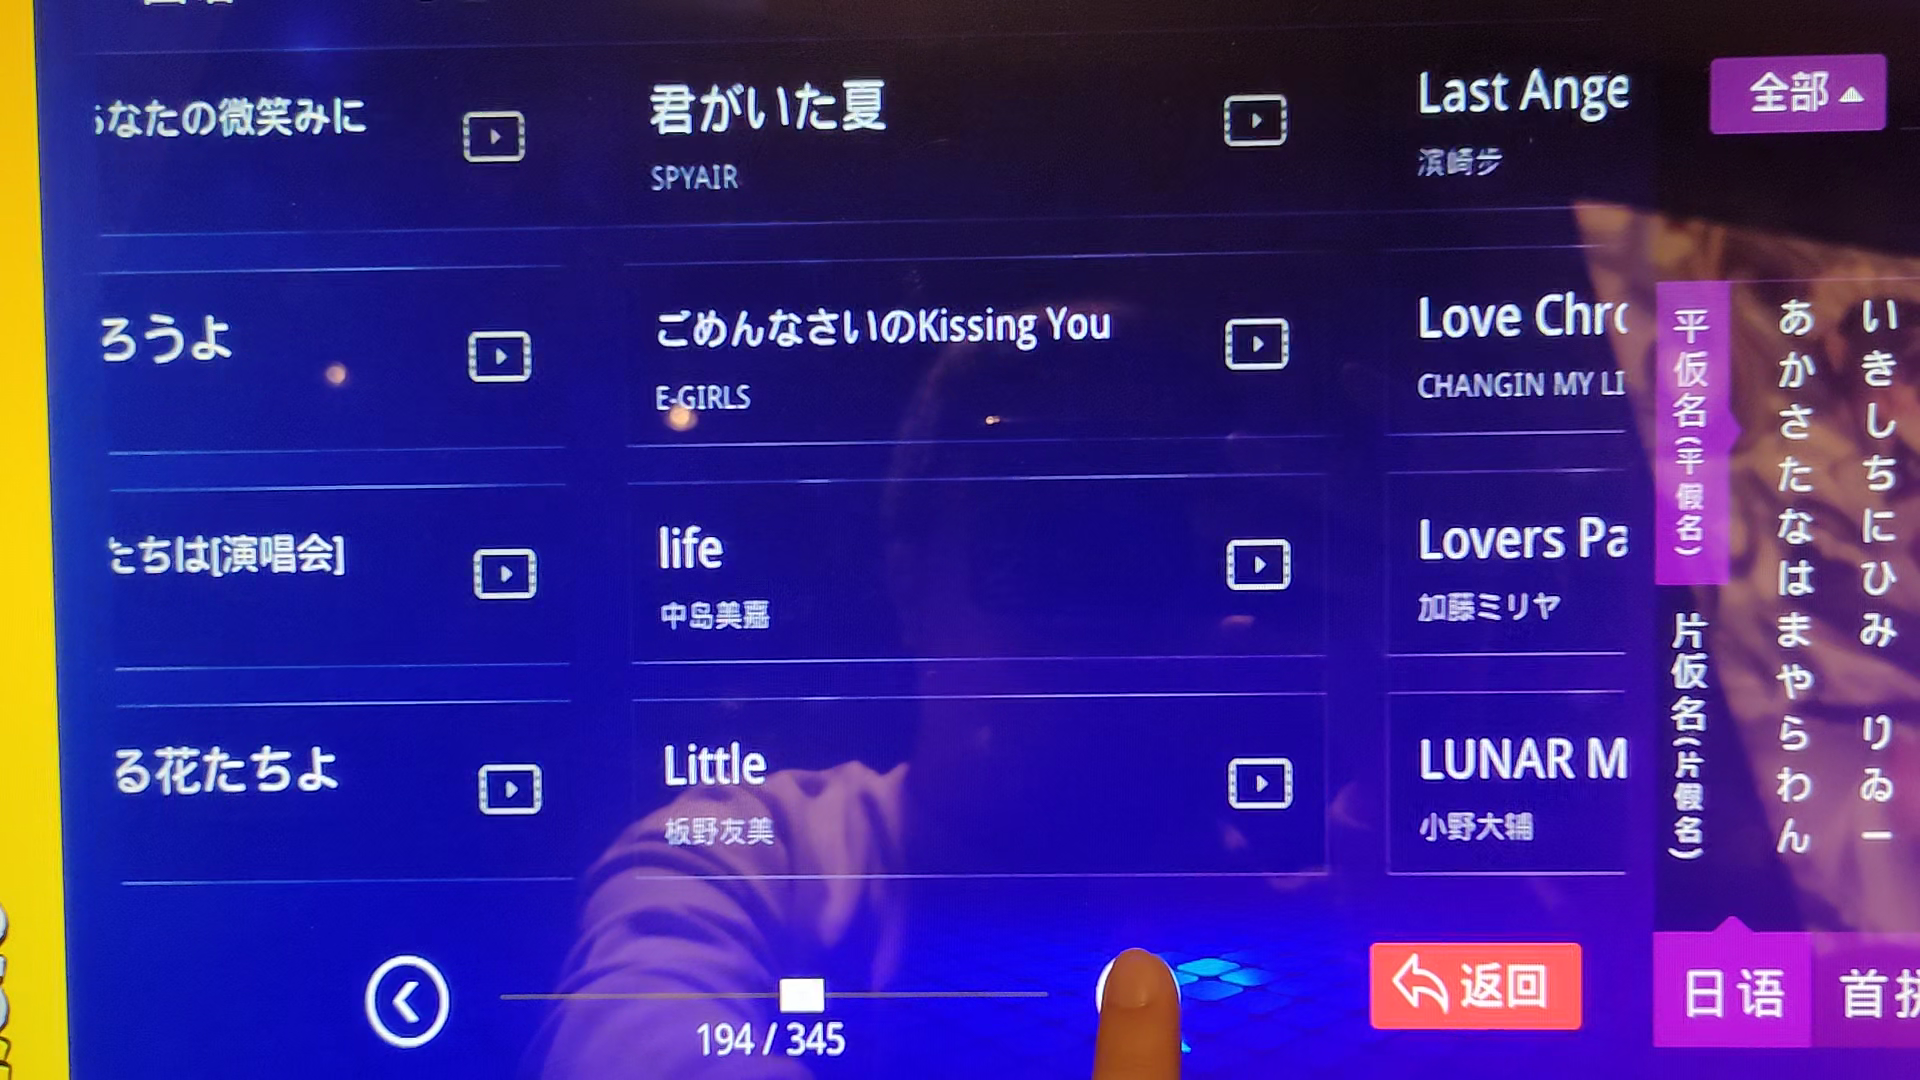 なたの微笑みに
君がいた夏
SPYAIR
Last Ange
滨崎步
全部
ろうよ
ごめんなさいのKissing You
E-GIRLS
Love Chro
CHANGIN MY LI
たちは[演唱会]
life
中岛美嘉
Lovers Pa
加藤ミリヤ
る花たちよ
Little
板野友美
LUNAR M
小野大辅
平仮名(平假名)
片仮名(片假名)
あかさたなはまやらわん
いきしちにひみ りゐー
194 / 345
返回
日语
首